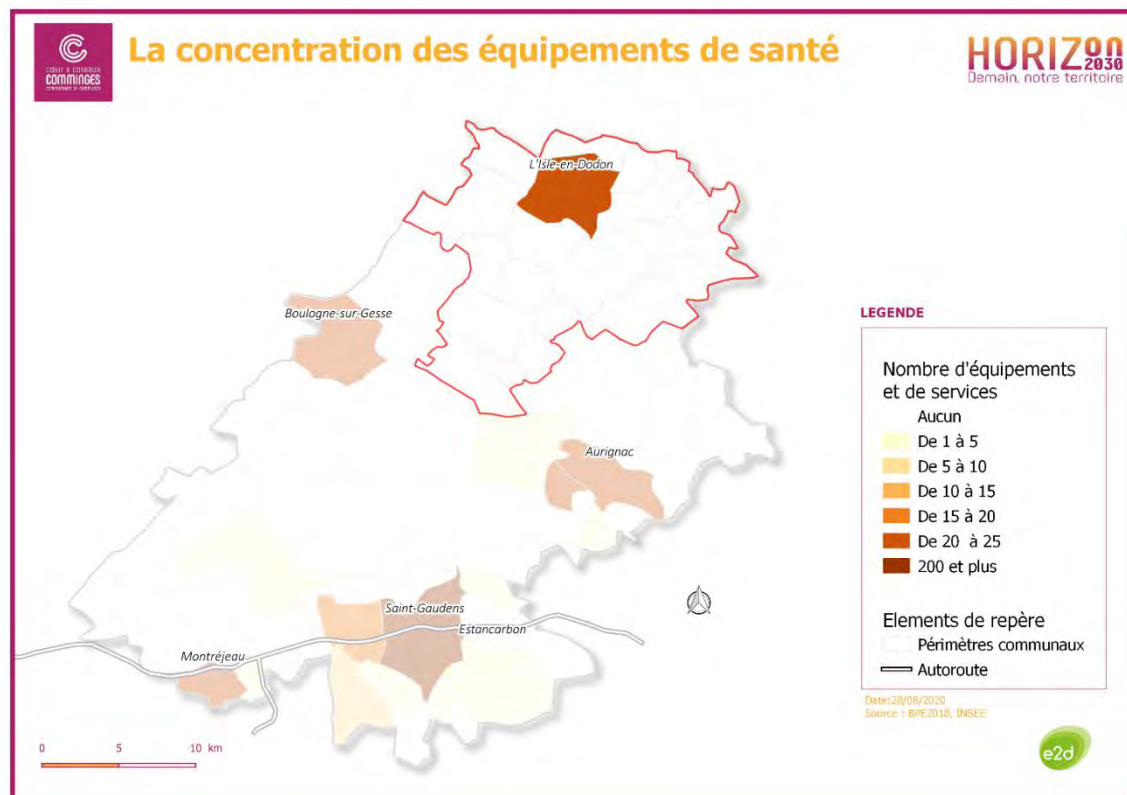 La concentration des équipements de santé
CŒUR & COTEAUX
COMMINGES
HORIZON
2030
Demain, notre territoire
L'Isle-en-Dodon
Boulogne-sur-Gesse
Aurignac
Saint-Gaudens
Estancarbon
Montréjeau
LEGENDE
Nombre d'équipements
et de services
Aucun
De 1 à 5
De 5 à 10
De 10 à 15
De 15 à 20
De 20 à 25
200 et plus
Elements de repère
Périmètres communaux
Autoroute
Date:28/08/2020
Source : BPE2018, INSEE
0 5 10 km
e2d